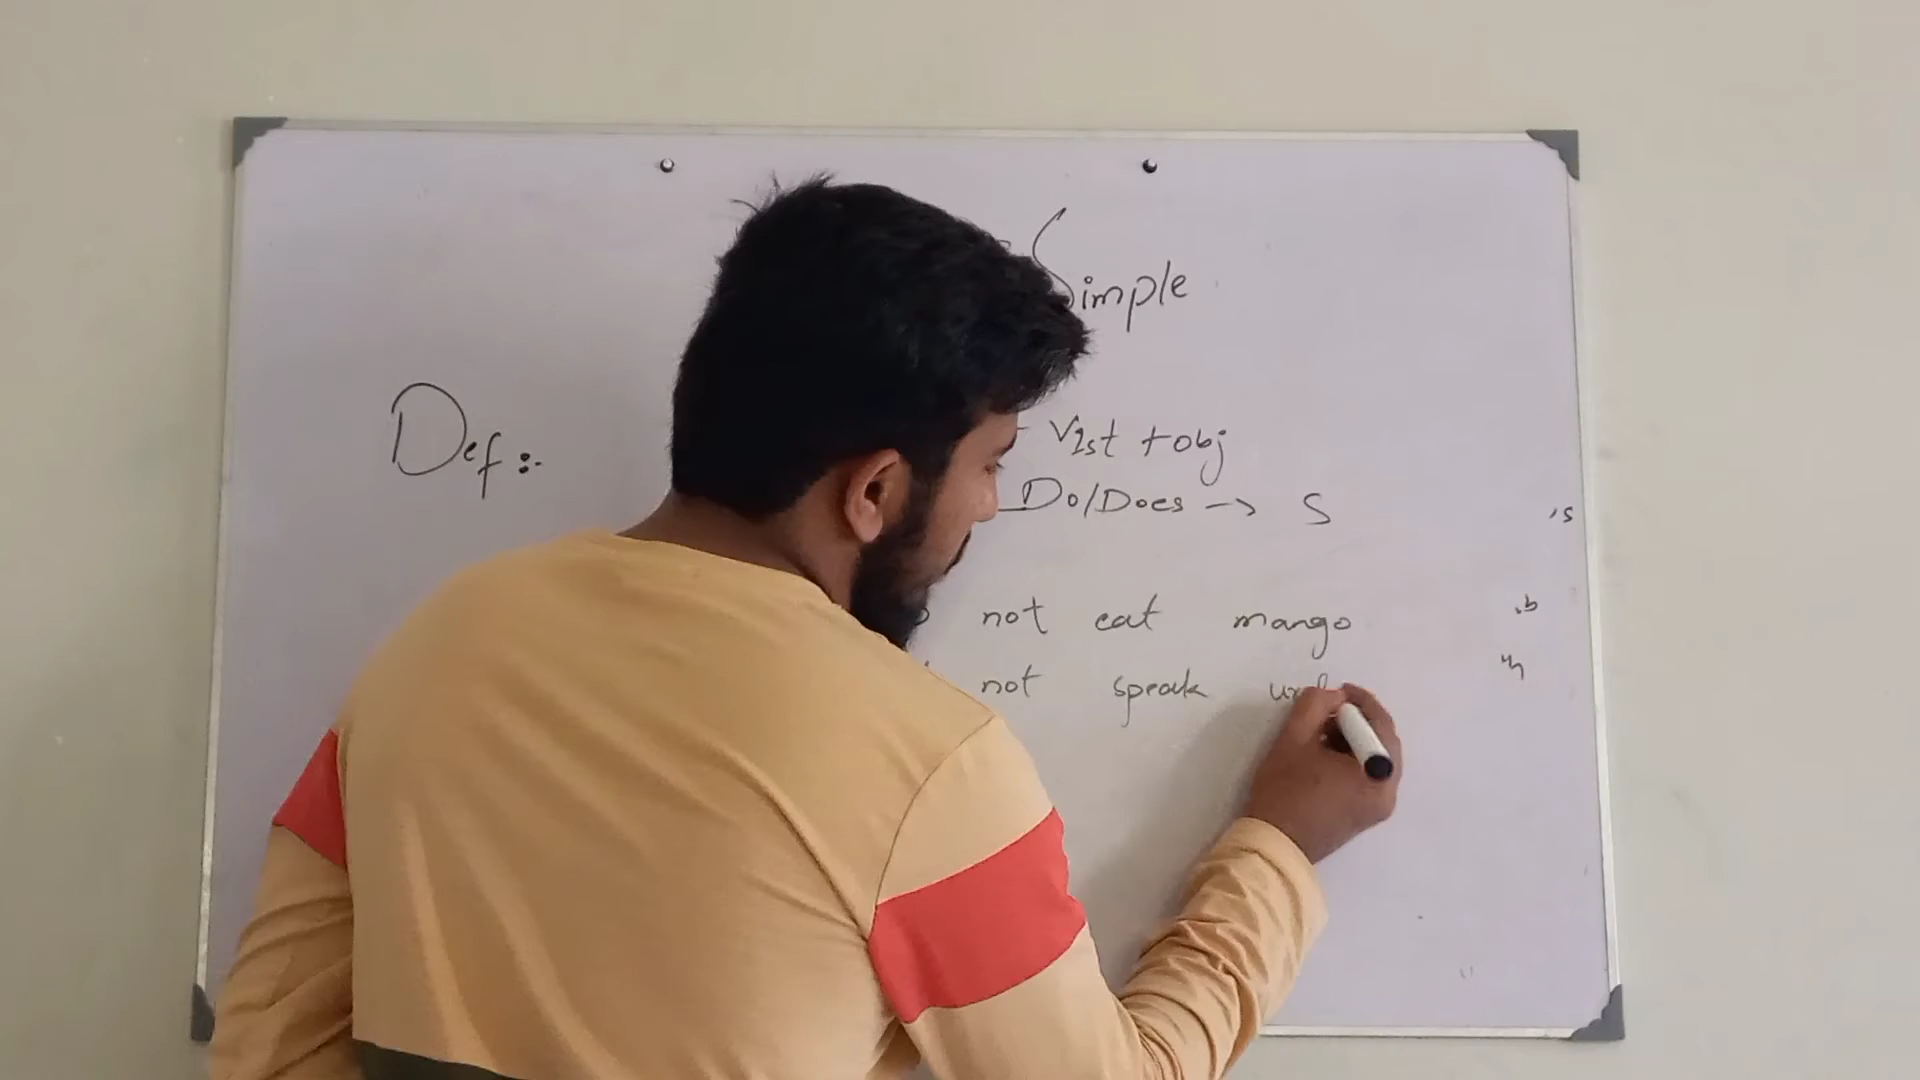 Simple
Def:-
V1st + obj
Do/Does → S
not eat mango
not speak